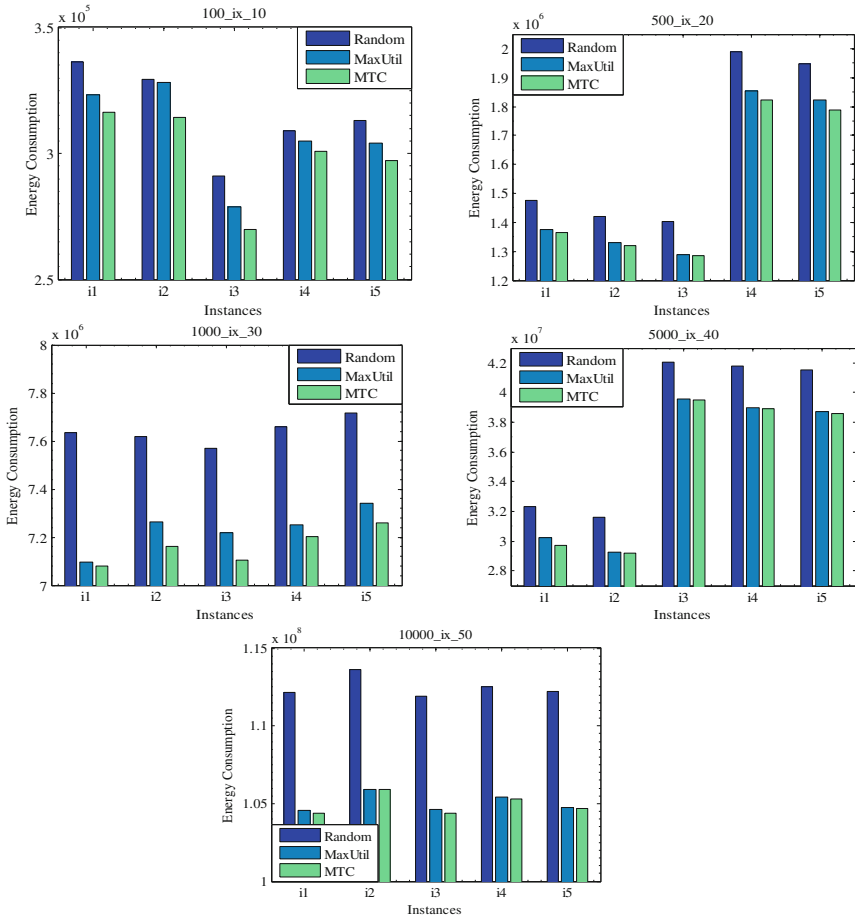 x 10^5
100_ix_10
3.5
3
2.5
Energy Consumption
Random
MaxUtil
MTC
i1 i2 i3 i4 i5
Instances
x 10^6
500_ix_20
2
1.9
1.8
1.7
1.6
1.5
1.4
1.3
1.2
Energy Consumption
Random
MaxUtil
MTC
i1 i2 i3 i4 i5
Instances
x 10^6
1000_ix_30
8
7.8
7.6
7.4
7.2
7
Energy Consumption
Random
MaxUtil
MTC
i1 i2 i3 i4 i5
Instances
x 10^7
5000_ix_40
4.2
4
3.8
3.6
3.4
3.2
3
2.8
Energy Consumption
Random
MaxUtil
MTC
i1 i2 i3 i4 i5
Instances
x 10^8
10000_ix_50
1.15
1.1
1.05
1
Energy Consumption
Random
MaxUtil
MTC
i1 i2 i3 i4 i5
Instances